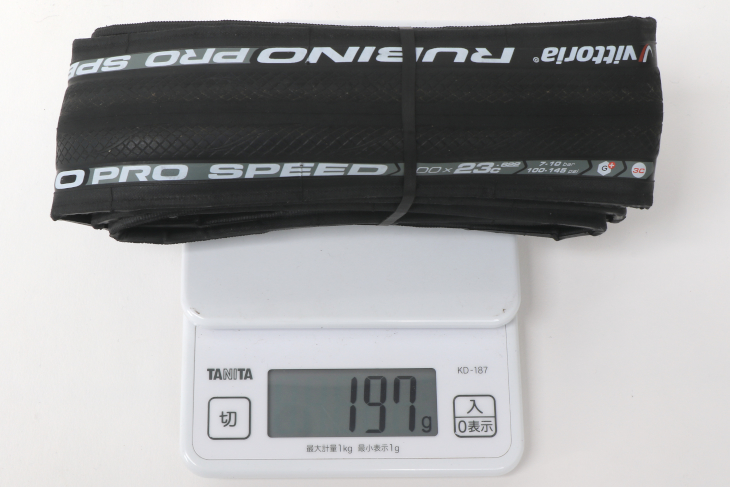 vittoria® RUBINO PRO SPE
O PRO SPEED 00 x 23c -622 7-10 bar 100-145 psi G+ 3C
TANITA
KD-187
197g
切
入
0表示
最大計量1kg 最小表示1g